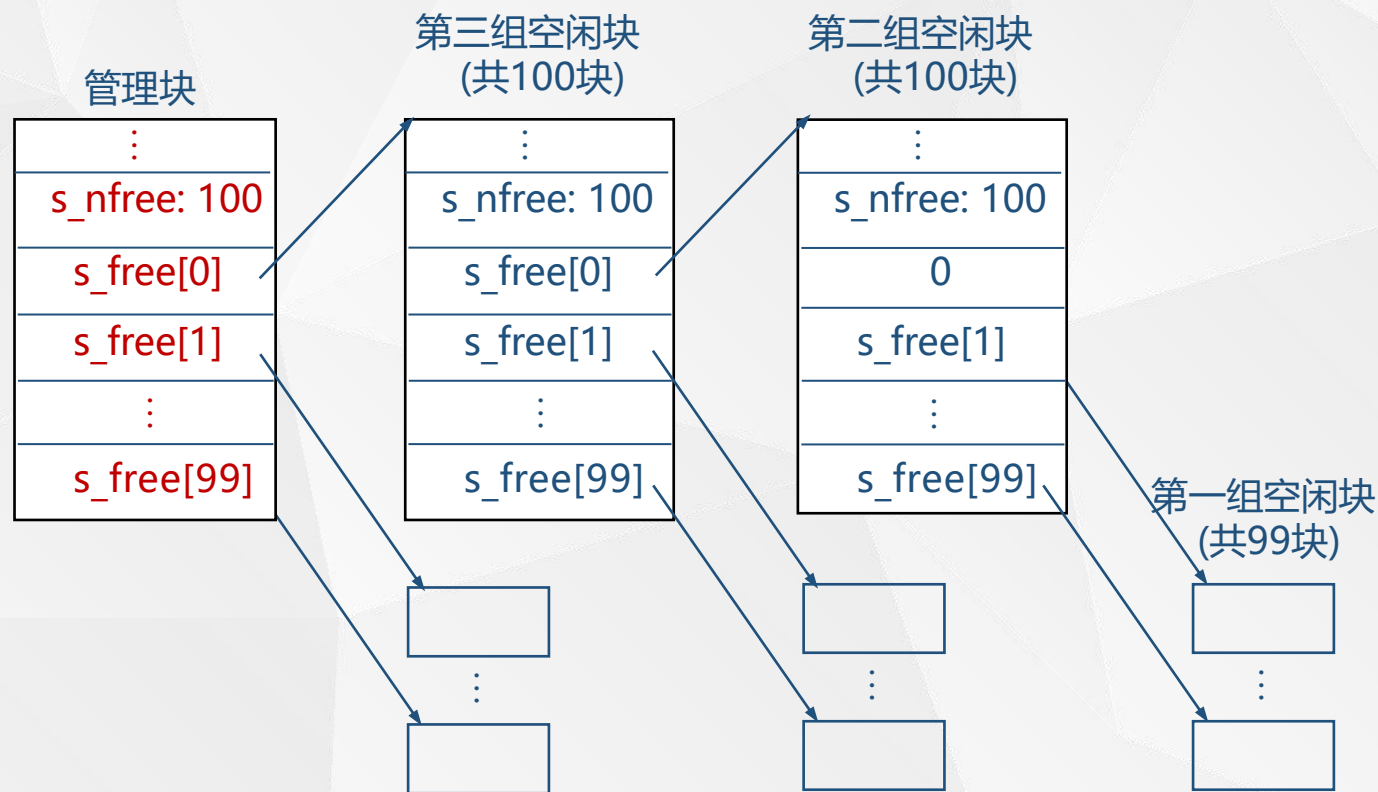 管理块
⋮
s_nfree: 100
s_free[0]
s_free[1]
⋮
s_free[99]
第三组空闲块
(共100块)
⋮
s_nfree: 100
s_free[0]
s_free[1]
⋮
s_free[99]
⋮
第二组空闲块
(共100块)
⋮
s_nfree: 100
0
s_free[1]
⋮
s_free[99]
⋮
第一组空闲块
(共99块)
⋮